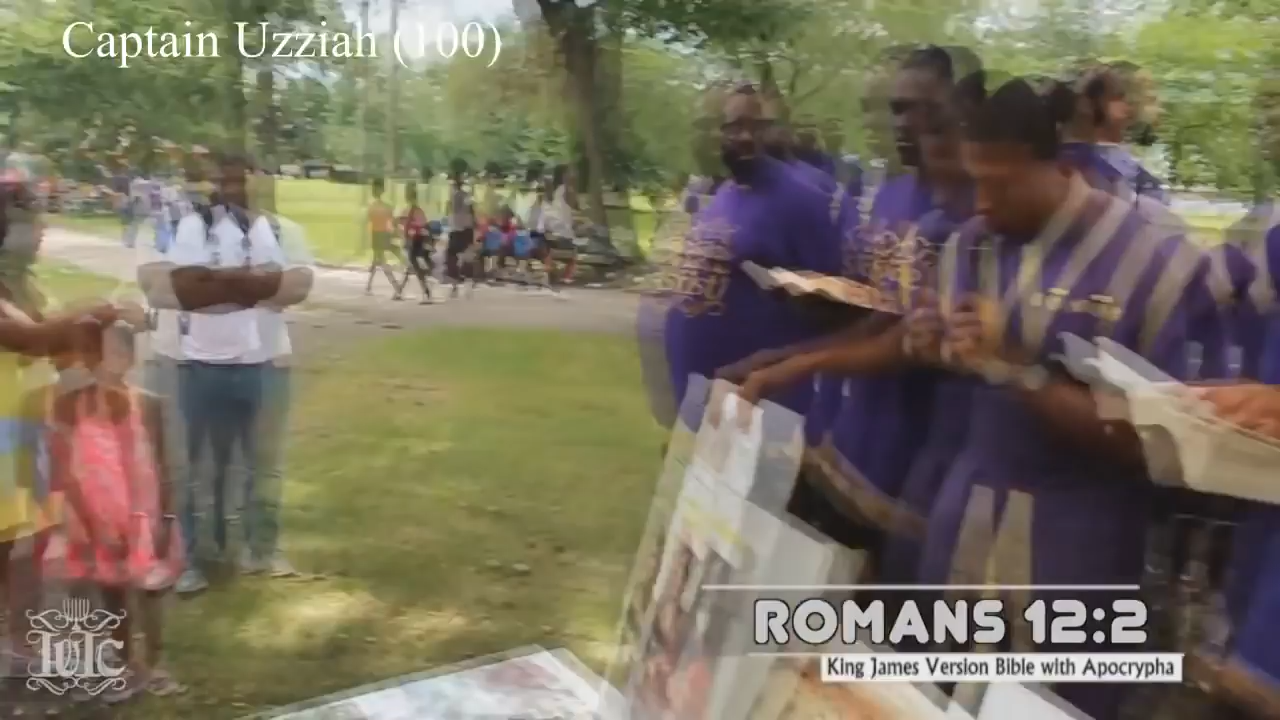 Captain Uzziah (100)
ROMANS 12:2
King James Version Bible with Apocrypha
IUIC